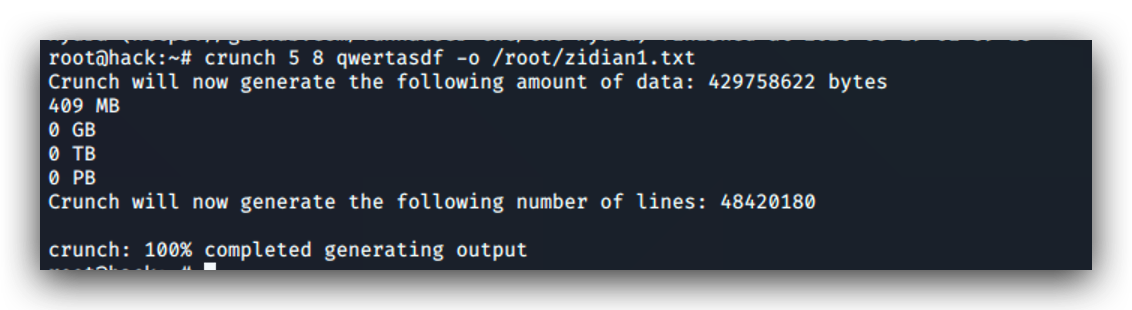 root@hack:~# crunch 5 8 qwertasdf -o /root/zidian1.txt
Crunch will now generate the following amount of data: 429758622 bytes
409 MB
0 GB
0 TB
0 PB
Crunch will now generate the following number of lines: 48420180
crunch: 100% completed generating output